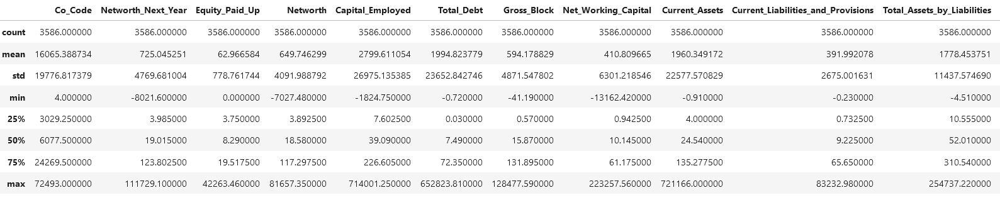 Co_Code Networth_Next_Year Equity_Paid_Up Networth Capital_Employed Total_Debt Gross_Block Net_Working_Capital Current_Assets Current_Liabilities_and_Provisions Total_Assets_by_Liabilities
count 3586.000000 3586.000000 3586.000000 3586.000000 3586.000000 3586.000000 3586.000000 3586.000000 3586.000000 3586.000000 3586.000000
mean 16065.388734 725.045251 62.966584 649.746299 2799.611054 1994.823779 594.178829 410.809665 1960.349172 391.992078 1778.453751
std 19776.817379 4769.681004 778.761744 4091.988792 26975.135385 23652.842746 4871.547802 6301.218546 22577.570829 2675.001631 11437.574690
min 4.000000 -8021.600000 0.000000 -7027.480000 -1824.750000 -0.720000 -41.190000 -13162.420000 -0.910000 -0.230000 -4.510000
25% 3029.250000 3.985000 3.750000 3.892500 7.602500 0.030000 0.570000 0.942500 4.000000 0.732500 10.555000
50% 6077.500000 19.015000 8.290000 18.580000 39.090000 7.490000 15.870000 10.145000 24.540000 9.225000 52.010000
75% 24269.500000 123.802500 19.517500 117.297500 226.605000 72.350000 131.895000 61.175000 135.277500 65.650000 310.540000
max 72493.000000 111729.100000 42263.460000 81657.350000 714001.250000 652823.810000 128477.590000 223257.560000 721166.000000 83232.980000 254737.220000